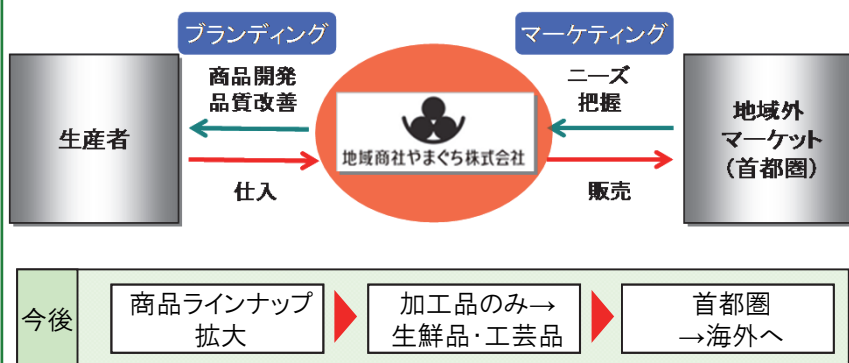 ブランディング
マーケティング
商品開発
品質改善
ニーズ
把握
生産者
地域商社やまぐち株式会社
地域外
マーケット
(首都圏)
仕入
販売
今後
商品ラインナップ
拡大
加工品のみ→
生鮮品・工芸品
首都圏
→海外へ